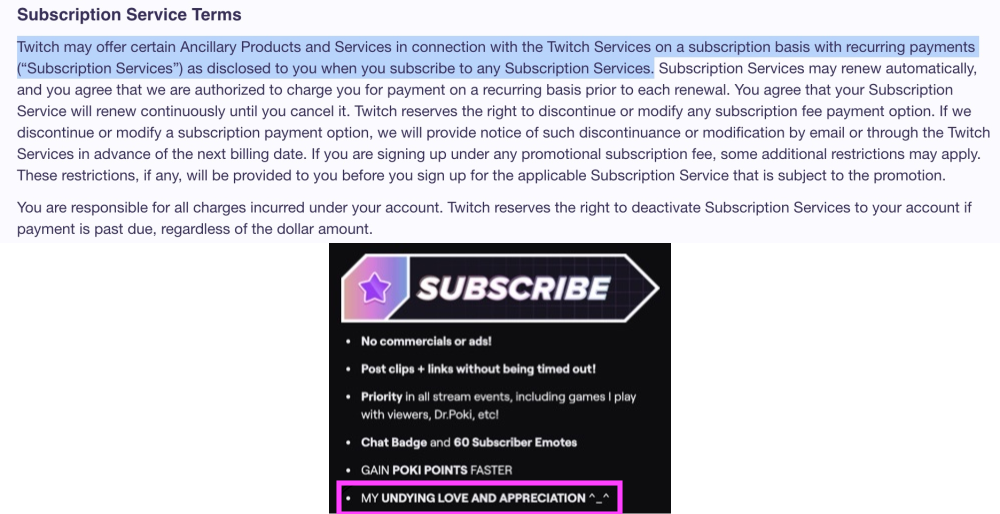 Subscription Service Terms
Twitch may offer certain Ancillary Products and Services in connection with the Twitch Services on a subscription basis with recurring payments
(“Subscription Services”) as disclosed to you when you subscribe to any Subscription Services. Subscription Services may renew automatically,
and you agree that we are authorized to charge you for payment on a recurring basis prior to each renewal. You agree that your Subscription
Service will renew continuously until you cancel it. Twitch reserves the right to discontinue or modify any subscription fee payment option. If we
discontinue or modify a subscription payment option, we will provide notice of such discontinuance or modification by email or through the Twitch
Services in advance of the next billing date. If you are signing up under any promotional subscription fee, some additional restrictions may apply.
These restrictions, if any, will be provided to you before you sign up for the applicable Subscription Service that is subject to the promotion.
You are responsible for all charges incurred under your account. Twitch reserves the right to deactivate Subscription Services to your account if
payment is past due, regardless of the dollar amount.
SUBSCRIBE
• No commercials or ads!
• Post clips + links without being timed out!
• Priority in all stream events, including games I play
with viewers, Dr.Poki, etc!
• Chat Badge and 60 Subscriber Emotes
• GAIN POKI POINTS FASTER
• MY UNDYING LOVE AND APPRECIATION ^_^